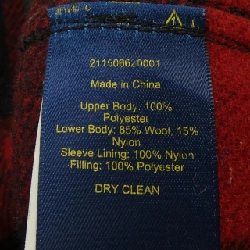 211508620001
Made in China
Upper Body: 100%
Polyester
Lower Body: 85% Wool, 15%
Nylon
Sleeve Lining: 100% Nylon
Filling: 100% Polyester
DRY CLEAN